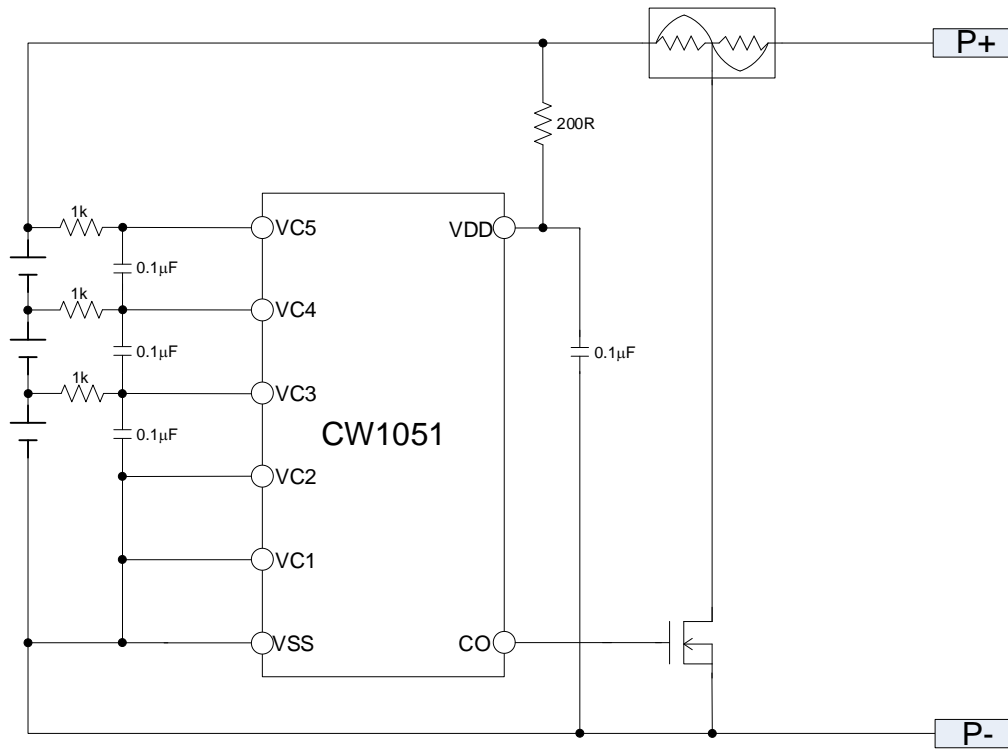 P+
200R
1k
VC5
VDD
0.1μF
1k
VC4
0.1μF
0.1μF
1k
VC3
0.1μF
CW1051
VC2
VC1
VSS
CO
P-